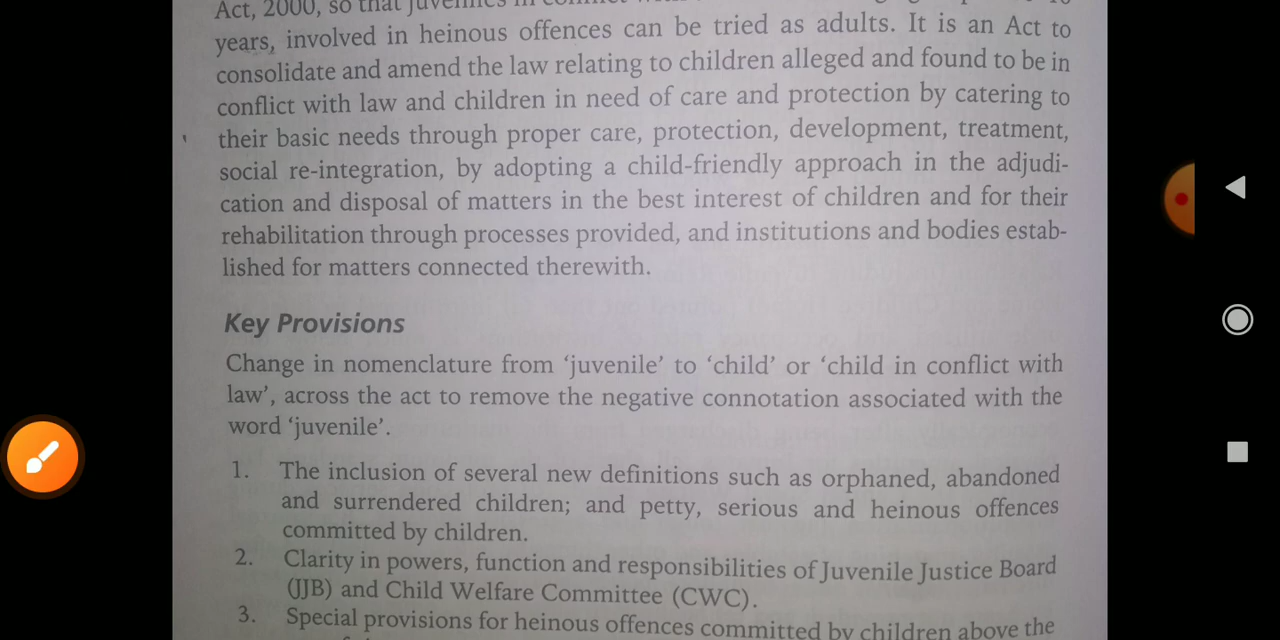 Act, 2000, so that juveniles in
years, involved in heinous offences can be tried as adults. It is an Act to
consolidate and amend the law relating to children alleged and found to be in
conflict with law and children in need of care and protection by catering to
their basic needs through proper care, protection, development, treatment,
social re-integration, by adopting a child-friendly approach in the adjudi-
cation and disposal of matters in the best interest of children and for their
rehabilitation through processes provided, and institutions and bodies estab-
lished for matters connected therewith.
Key Provisions
Change in nomenclature from ‘juvenile’ to ‘child’ or ‘child in conflict with
law’, across the act to remove the negative connotation associated with the
word ‘juvenile’.
1. The inclusion of several new definitions such as orphaned, abandoned
and surrendered children; and petty, serious and heinous offences
committed by children.
2. Clarity in powers, function and responsibilities of Juvenile Justice Board
(JJB) and Child Welfare Committee (CWC).
3. Special provisions for heinous offences committed by children above the